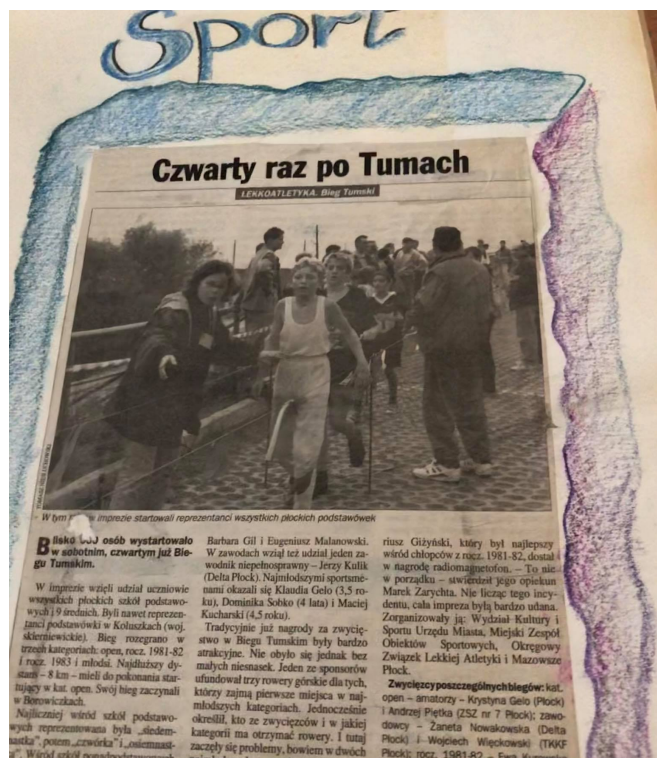 Sport
Czwarty raz po Tumach
LEKKOATLETYKA. Bieg Tumski
W tym imprezie startowali reprezentanci wszystkich płockich podstawówek
Blisko osób wystartowało
w sobotnim, czwartym już Bie-
gu Tumskim.
W imprezie wzięli udział uczniowie
wszystkich płockich szkół podstawo-
wych i 9 średnich. Byli nawet reprezen-
tanci podstawówki w Koluszkach (woj.
skierniewickie). Bieg rozegrano w
trzech kategoriach: open, rocz. 1981-82
i rocz. 1983 i młodsi. Najdłuższy dy-
stans – 8 km – mieli do pokonania star-
tujący w kat. open. Swój bieg zaczynali
w Borowiczkach.
Najliczniej wśród szkół podstawo-
wych reprezentowana była „siedem-
nastka", potem „czwórka" i „osiemnast-
Wśród szkół ponadpodstawowych
Barbara Gil i Eugeniusz Malanowski.
W zawodach wziął też udział jeden za-
wodnik niepełnosprawny – Jerzy Kulik
(Delta Płock). Najmłodszymi sportsme-
nami okazali się Klaudia Gelo (3,5 ro-
ku), Dominika Sobko (4 lata) i Maciej
Kucharski (4,5 roku).
Tradycyjnie już nagrody za zwycię-
stwo w Biegu Tumskim były bardzo
atrakcyjne. Nie obyło się jednak bez
małych niesnasek. Jeden ze sponsorów
ufundował trzy rowery górskie dla tych,
którzy zajmą pierwsze miejsca w naj-
młodszych kategoriach. Jednocześnie
określił, kto ze zwycięzców i w jakiej
kategorii ma otrzymać rowery. I tutaj
zaczęły się problemy, bowiem w dwóch
riusz Giżyński, który był najlepszy
wśród chłopców z rocz. 1981-82, dostał
w nagrodę radiomagnetofon. – To nie
w porządku – stwierdził jego opiekun
Marek Zarychta. Nie licząc tego incy-
dentu, cała impreza była bardzo udana.
Zorganizowały ją: Wydział Kultury i
Sportu Urzędu Miasta, Miejski Zespół
Obiektów Sportowych, Okręgowy
Związek Lekkiej Atletyki i Mazowsze
Płock.
Zwycięzcy poszczególnych biegów: kat.
open – amatorzy – Krystyna Gelo (Płock)
i Andrzej Piętka (ZSZ nr 7 Płock); zawo-
dowcy – Żaneta Nowakowska (Delta
Płock) i Wojciech Więckowski (TKKF
Płock); rocz. 1981-82 – Ewa